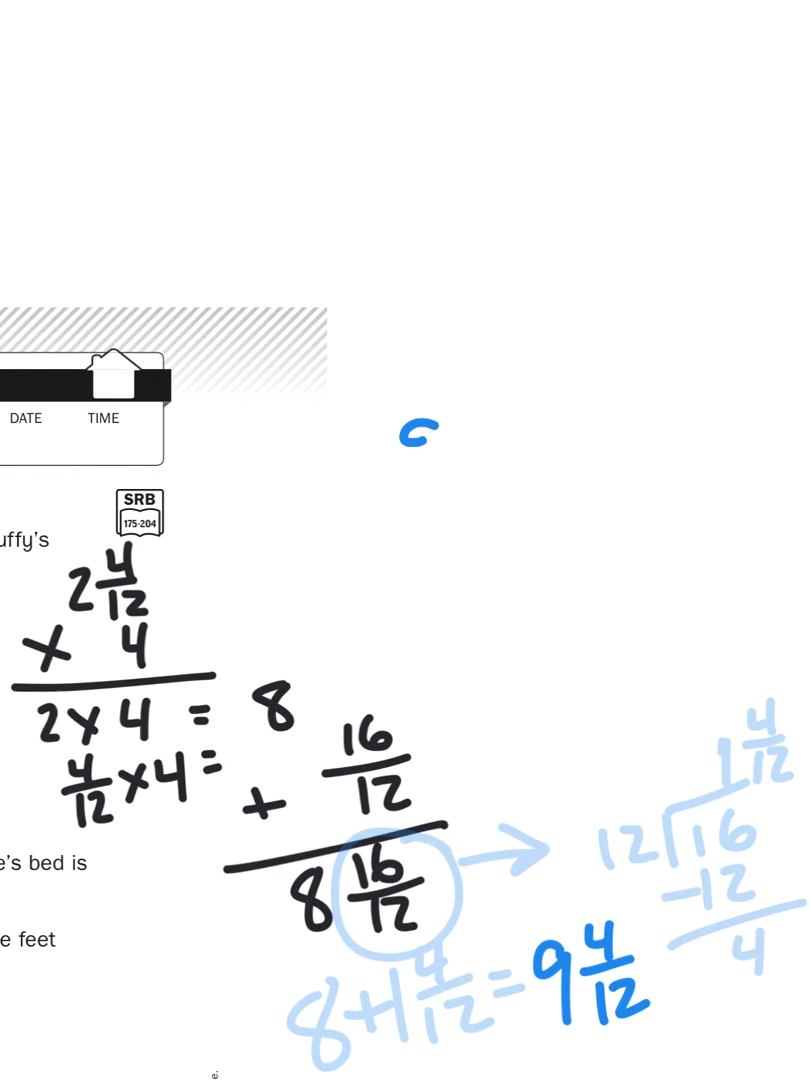 DATE TIME
SRB
175-204
uffy's
2 4/12
× 4
2 × 4 = 8
4/12 × 4 =
+ 16/12
8 16/12
→
1 4/12
12 16
-12
4
8+1 4/12 = 9 4/12
e's bed is
e feet
e.